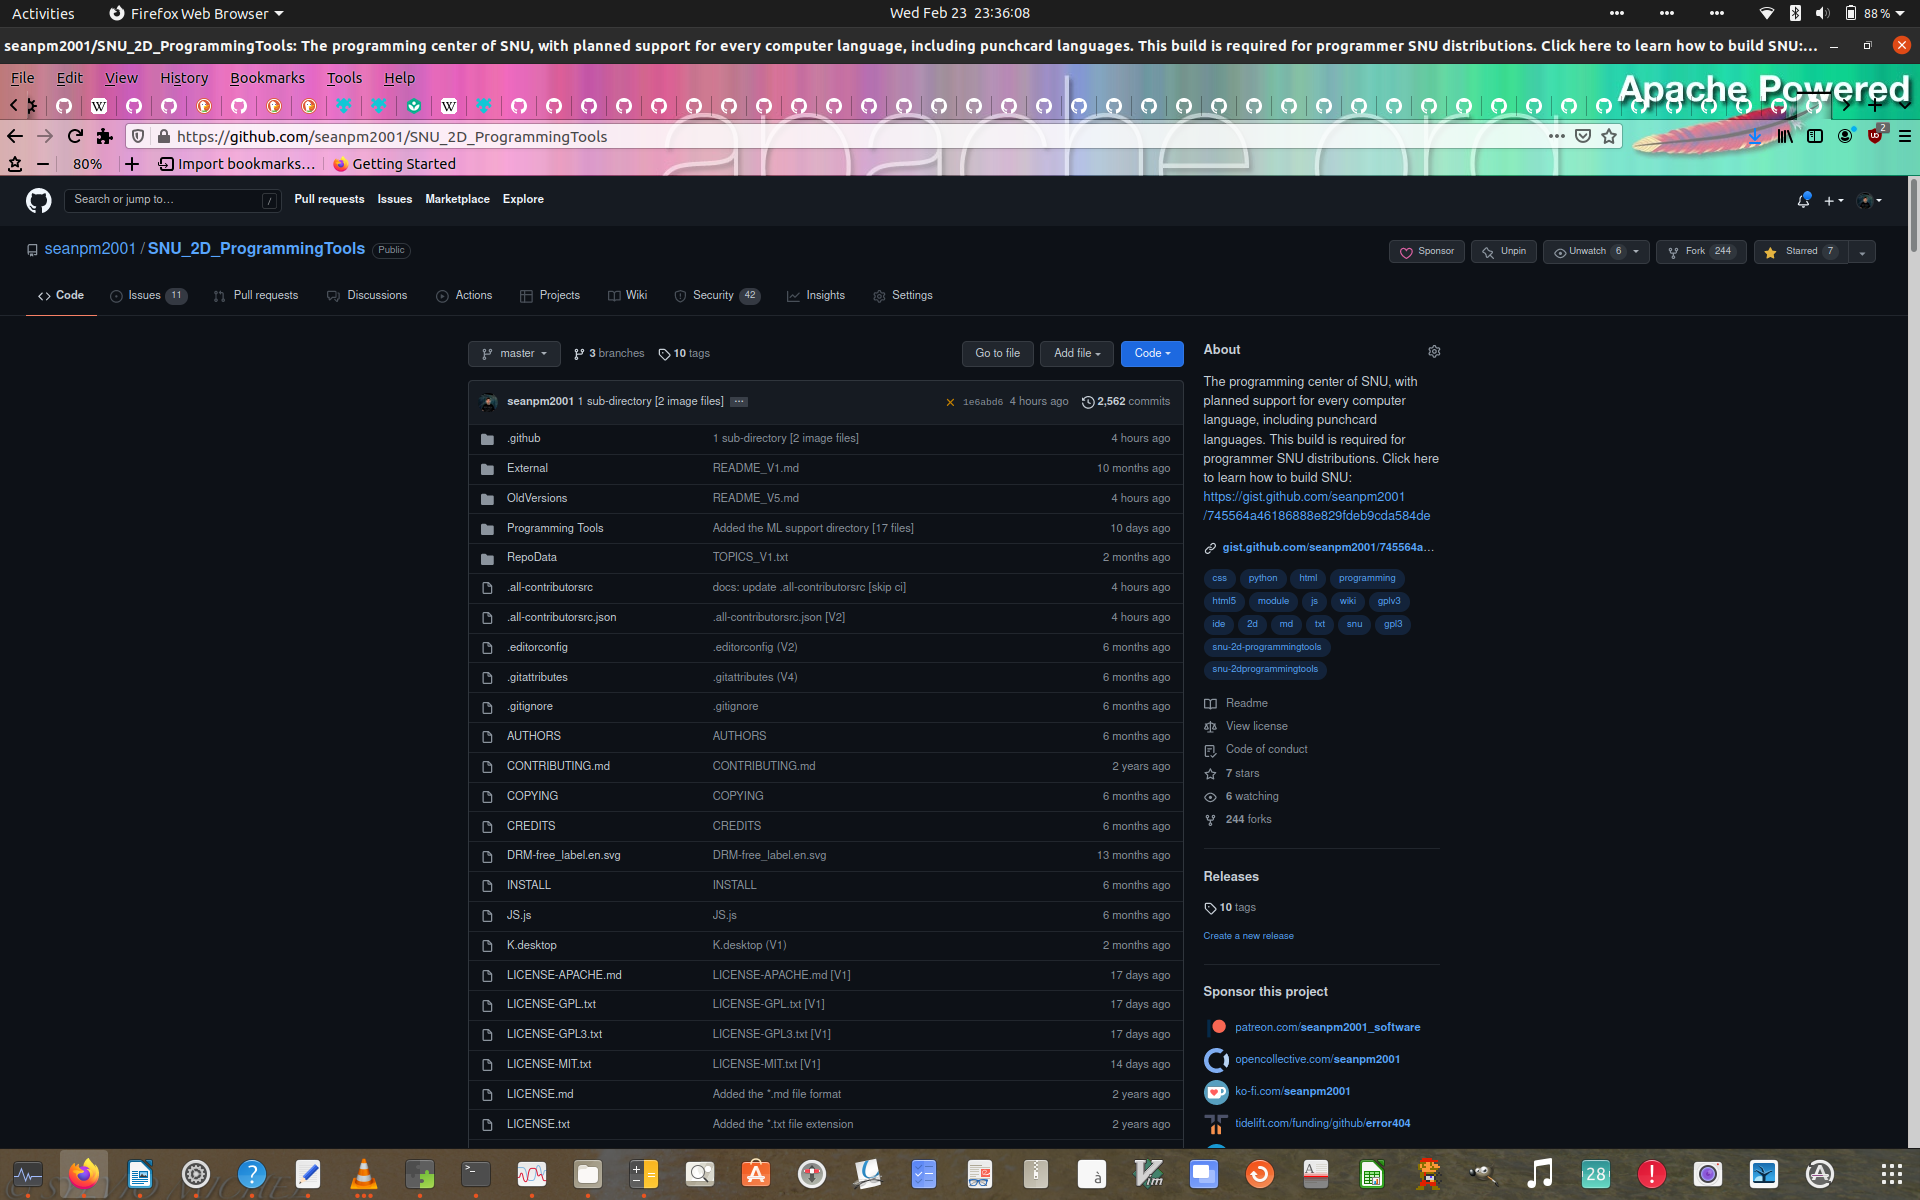 Activities
Firefox Web Browser
Wed Feb 23 23:36:08
88 %
seanpm2001/SNU_2D_ProgrammingTools: The programming center of SNU, with planned support for every computer language, including punchcard languages. This build is required for programmer SNU distributions. Click here to learn how to build SNU:...
File Edit View History Bookmarks Tools Help
Apache Powered
https://github.com/seanpm2001/SNU_2D_ProgrammingTools
2
80%
Import bookmarks...
Getting Started
Search or jump to...
/
Pull requests Issues Marketplace Explore
seanpm2001 / SNU_2D_ProgrammingTools Public
Sponsor Unpin Unwatch 6 Fork 244 Starred 7
Code Issues 11 Pull requests Discussions Actions Projects Wiki Security 42 Insights Settings
master 3 branches 10 tags Go to file Add file Code
seanpm2001 1 sub-directory [2 image files] ... 1e6abd6 4 hours ago 2,562 commits
.github 1 sub-directory [2 image files] 4 hours ago
External README_V1.md 10 months ago
OldVersions README_V5.md 4 hours ago
Programming Tools Added the ML support directory [17 files] 10 days ago
RepoData TOPICS_V1.txt 2 months ago
.all-contributorsrc docs: update .all-contributorsrc [skip ci] 4 hours ago
.all-contributorsrc.json .all-contributorsrc.json [V2] 4 hours ago
.editorconfig .editorconfig (V2) 6 months ago
.gitattributes .gitattributes (V4) 6 months ago
.gitignore .gitignore 6 months ago
AUTHORS AUTHORS 6 months ago
CONTRIBUTING.md CONTRIBUTING.md 2 years ago
COPYING COPYING 6 months ago
CREDITS CREDITS 6 months ago
DRM-free_label.en.svg DRM-free_label.en.svg 13 months ago
INSTALL INSTALL 6 months ago
JS.js JS.js 6 months ago
K.desktop K.desktop (V1) 2 months ago
LICENSE-APACHE.md LICENSE-APACHE.md [V1] 17 days ago
LICENSE-GPL.txt LICENSE-GPL.txt [V1] 17 days ago
LICENSE-GPL3.txt LICENSE-GPL3.txt [V1] 17 days ago
LICENSE-MIT.txt LICENSE-MIT.txt [V1] 14 days ago
LICENSE.md Added the *.md file format 2 years ago
LICENSE.txt Added the *.txt file extension 2 years ago
About
The programming center of SNU, with
planned support for every computer
language, including punchcard
languages. This build is required for
programmer SNU distributions. Click here
to learn how to build SNU:
https://gist.github.com/seanpm2001
/745564a46186888e829fdeb9cda584de
gist.github.com/seanpm2001/745564a...
css python html programming
html5 module js wiki gplv3
ide 2d md txt snu gpl3
snu-2d-programmingtools
snu-2dprogrammingtools
Readme
View license
Code of conduct
7 stars
6 watching
244 forks
Releases
10 tags
Create a new release
Sponsor this project
patreon.com/seanpm2001_software
opencollective.com/seanpm2001
ko-fi.com/seanpm2001
tidelift.com/funding/github/error404
28